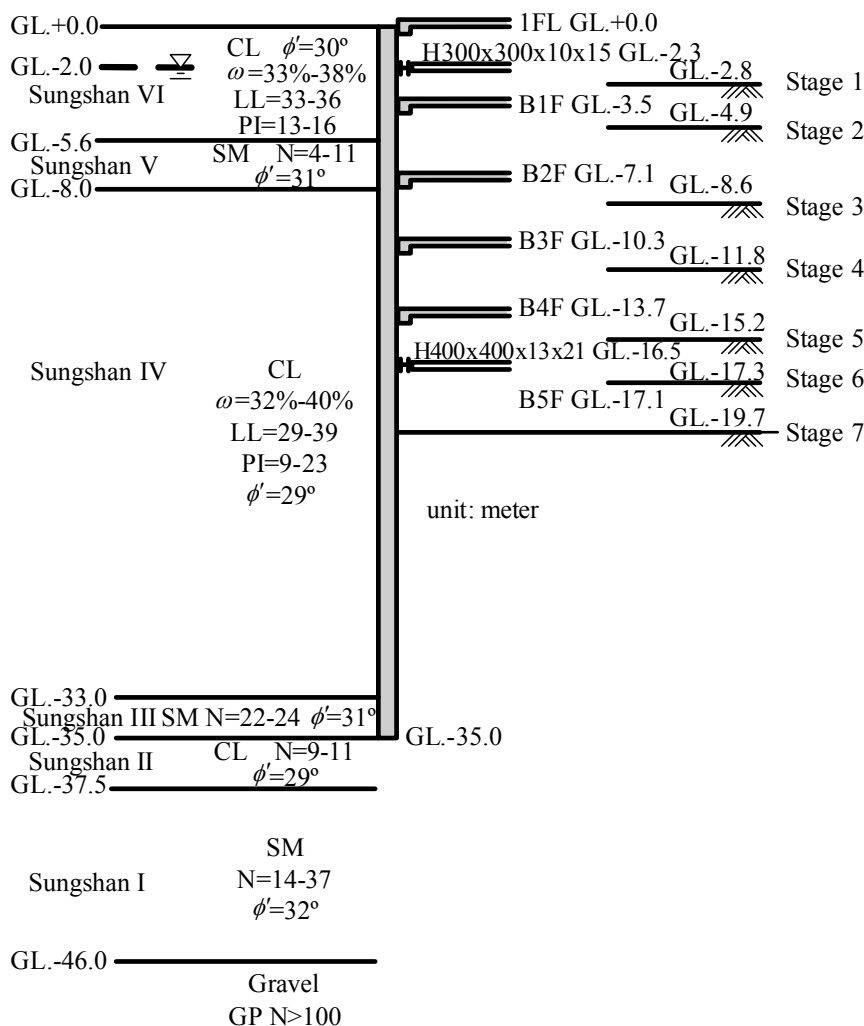 GL.+0.0
GL.-2.0
Sungshan VI
CL ϕ′=30º
ω=33%-38%
LL=33-36
PI=13-16
GL.-5.6
Sungshan V
SM N=4-11
ϕ′=31º
GL.-8.0
Sungshan IV
CL
ω=32%-40%
LL=29-39
PI=9-23
ϕ′=29º
GL.-33.0
Sungshan III SM N=22-24 ϕ′=31º
GL.-35.0
Sungshan II
CL N=9-11
ϕ′=29º
GL.-37.5
Sungshan I
SM
N=14-37
ϕ′=32º
GL.-46.0
Gravel
GP N>100
1FL GL.+0.0
H300x300x10x15 GL.-2.3
GL.-2.8 Stage 1
B1F GL.-3.5
GL.-4.9 Stage 2
B2F GL.-7.1
GL.-8.6 Stage 3
B3F GL.-10.3
GL.-11.8 Stage 4
B4F GL.-13.7
GL.-15.2 Stage 5
H400x400x13x21 GL.-16.5
GL.-17.3 Stage 6
B5F GL.-17.1
GL.-19.7 Stage 7
unit: meter
GL.-35.0